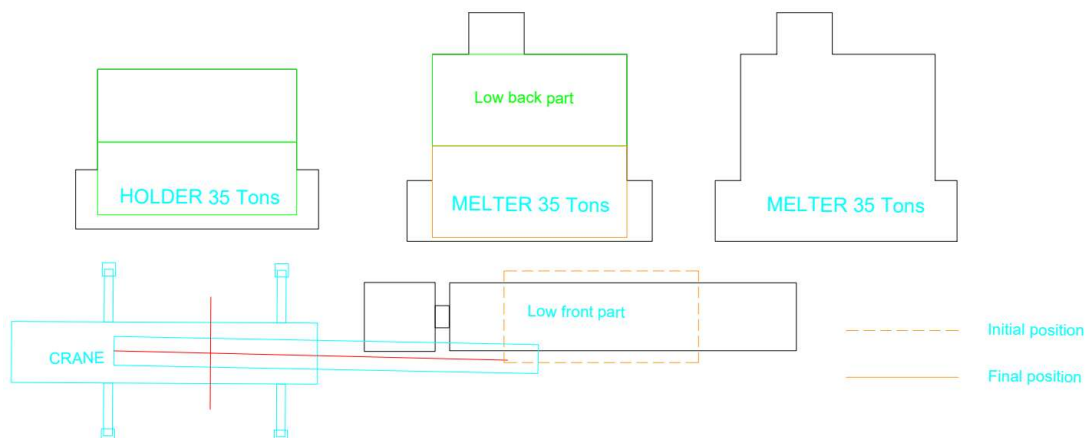 Low back part
HOLDER 35 Tons
MELTER 35 Tons
MELTER 35 Tons
Low front part
Initial position
CRANE
Final position